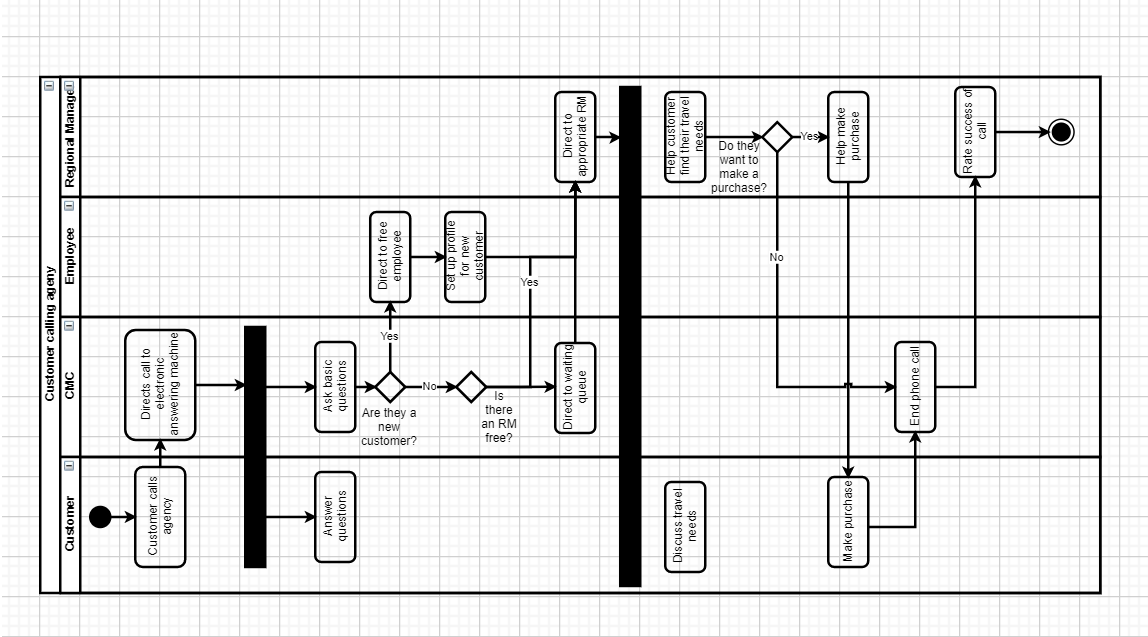 Customer calling ageny
Regional Manage
Employee
CMC
Customer
Customer calls
agency
Directs call to
electronic
answering machine
Ask basic
questions
Answer
questions
Are they a
new
customer?
Yes
No
Direct to free
employee
Set up profile
for new
customer
Is
there
an RM
free?
Yes
Direct to waiting
queue
Direct to
appropriate RM
Help customer
find their travel
needs
Discuss travel
needs
Do they
want to
make a
purchase?
Yes
No
Help make
purchase
Make purchase
End phone call
Rate success of
call